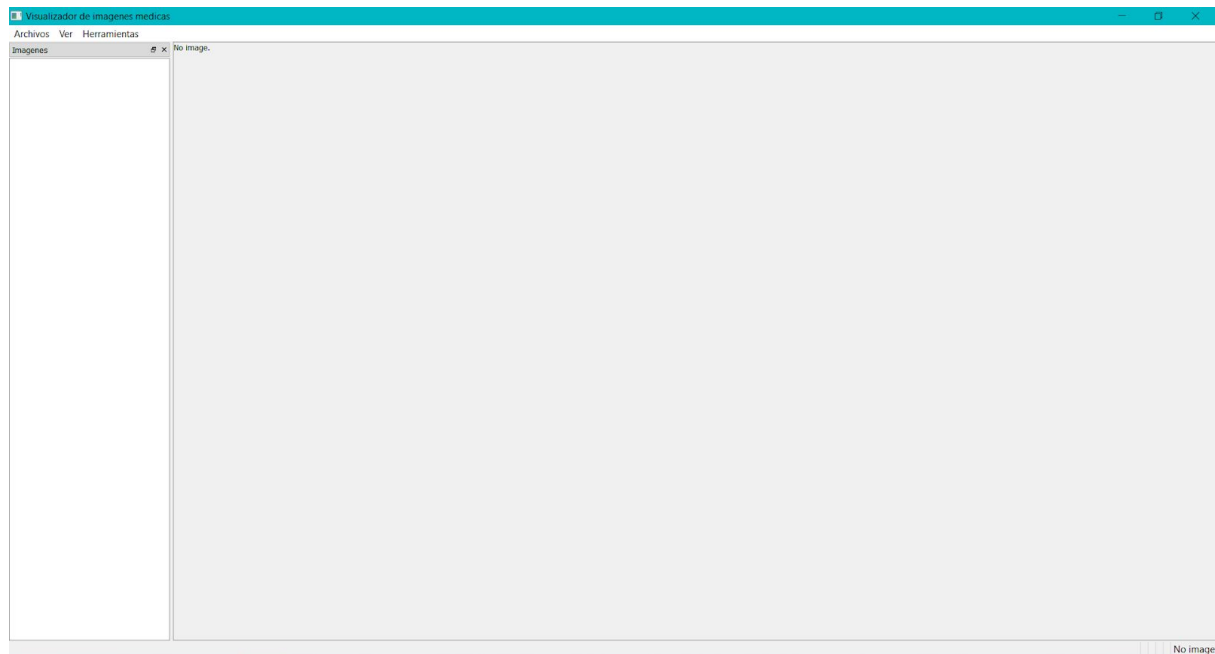 Visualizador de imagenes medicas
Archivos Ver Herramientas
Imagenes
No image.
No image